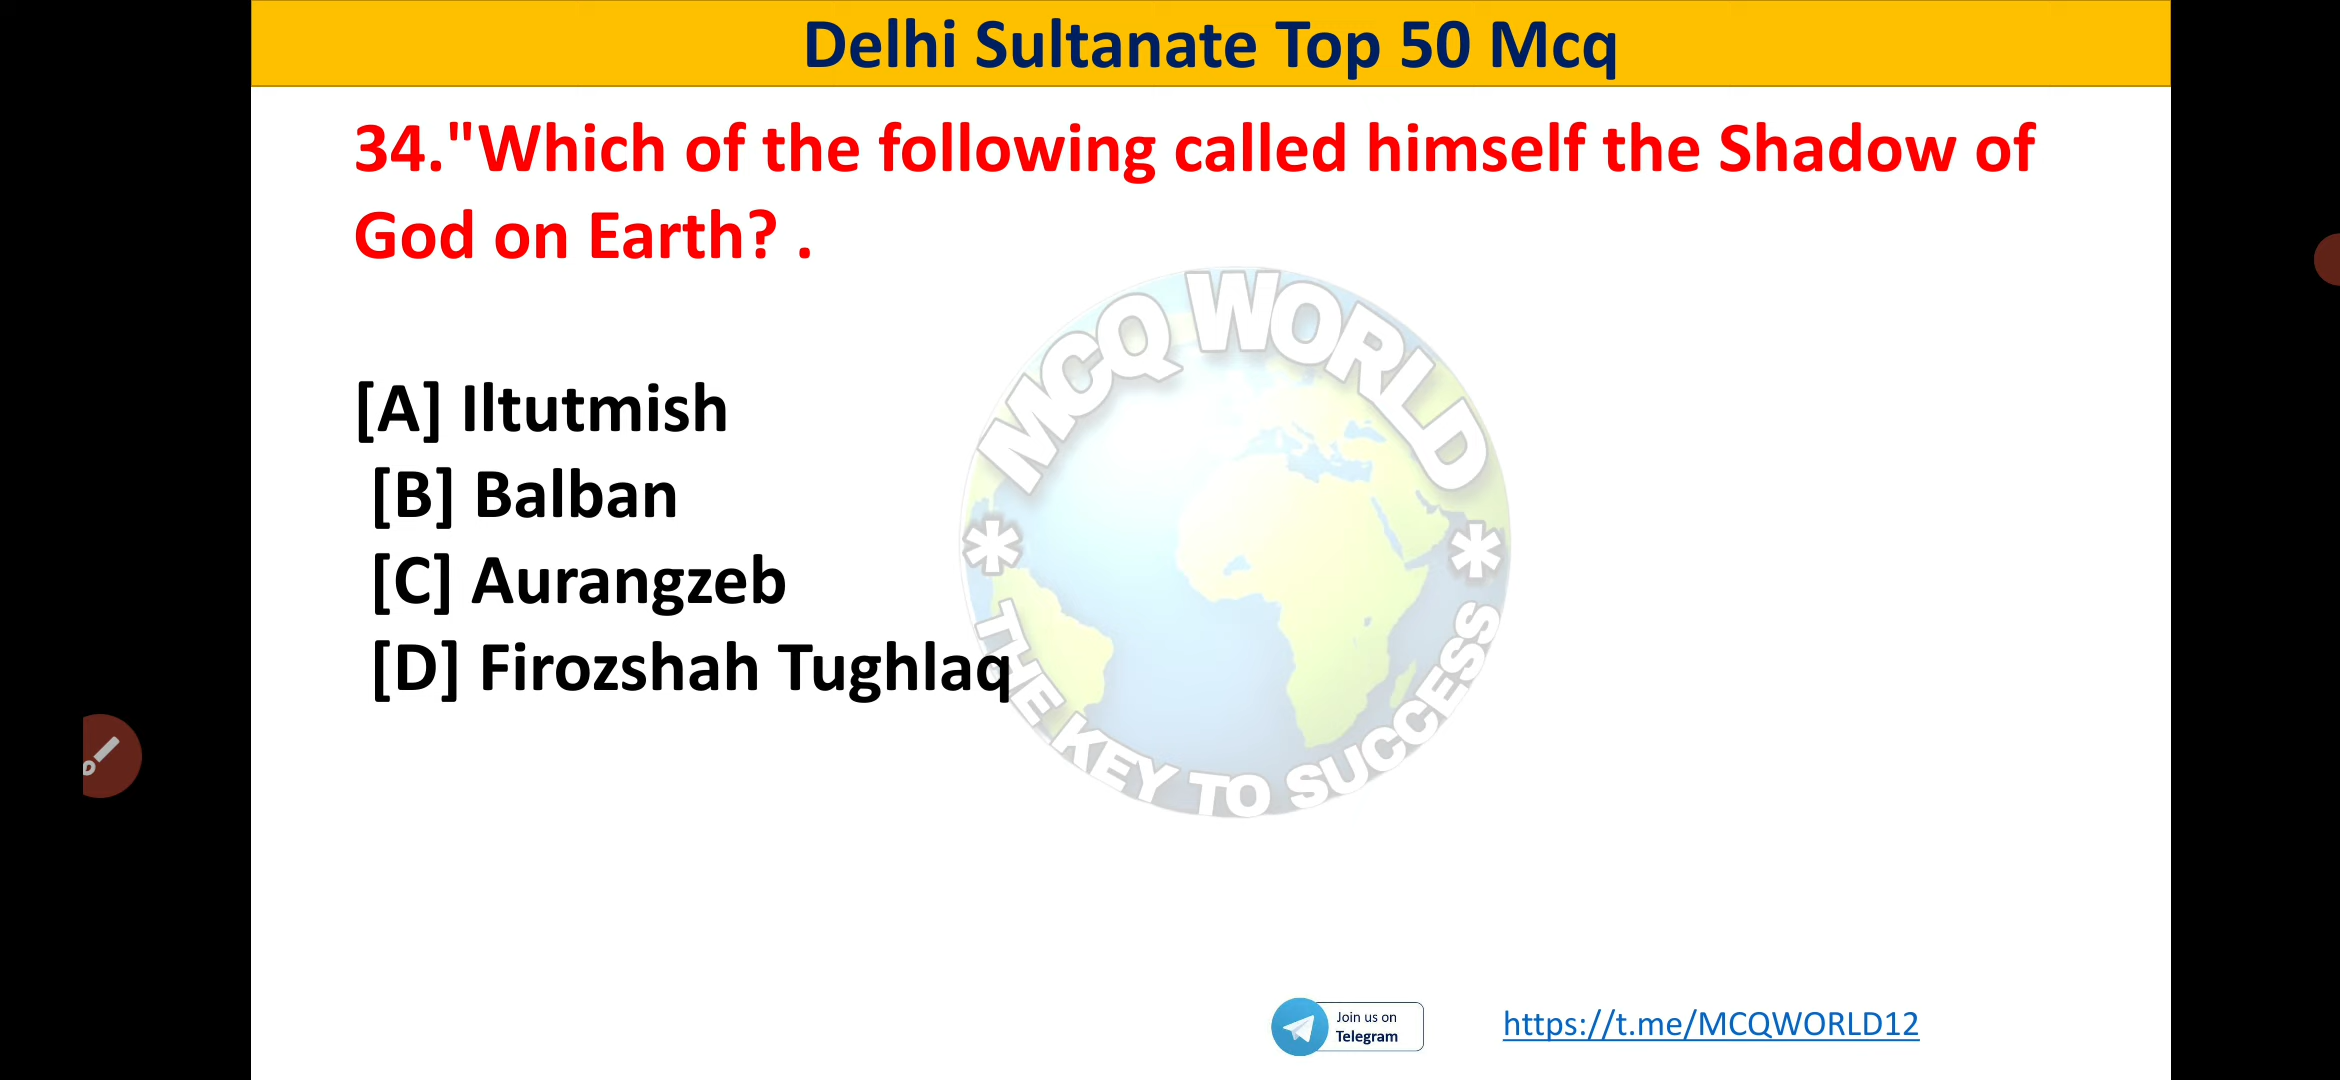 Delhi Sultanate Top 50 Mcq
34."Which of the following called himself the Shadow of
God on Earth? .
[A] Iltutmish
[B] Balban
[C] Aurangzeb
[D] Firozshah Tughlaq
MCQ WORLD
* *
THE KEY TO SUCCESS
Join us on
Telegram
https://t.me/MCQWORLD12